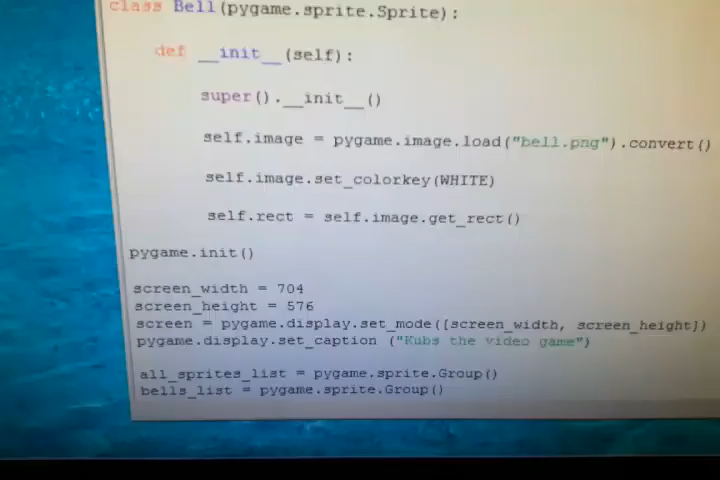 class Bell(pygame.sprite.Sprite):
def __init__(self):
super().__init__()
self.image = pygame.image.load("bell.png").convert()
self.image.set_colorkey(WHITE)
self.rect = self.image.get_rect()
pygame.init()
screen_width = 704
screen_height = 576
screen = pygame.display.set_mode([screen_width, screen_height])
pygame.display.set_caption ("Kubs the video game")
all_sprites_list = pygame.sprite.Group()
bells_list = pygame.sprite.Group()